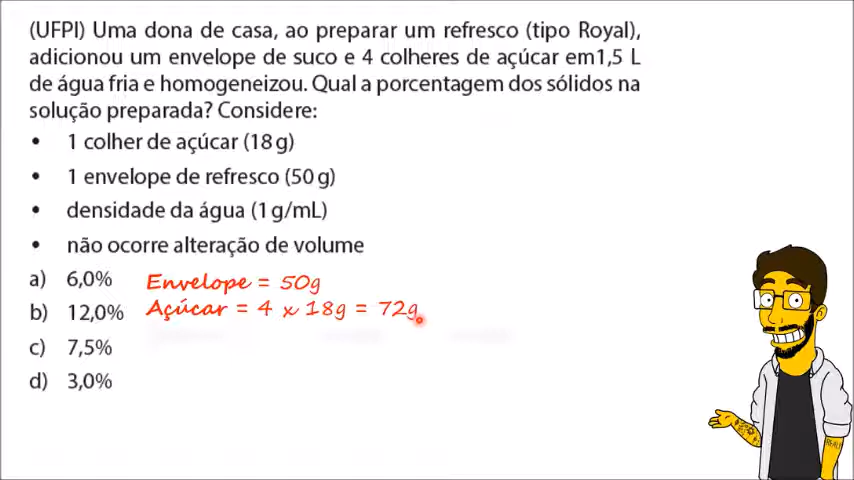 (UFPI) Uma dona de casa, ao preparar um refresco (tipo Royal),
adicionou um envelope de suco e 4 colheres de açúcar em1,5 L
de água fria e homogeneizou. Qual a porcentagem dos sólidos na
solução preparada? Considere:
• 1 colher de açúcar (18 g)
• 1 envelope de refresco (50 g)
• densidade da água (1 g/mL)
• não ocorre alteração de volume
a) 6,0% Envelope = 50g
b) 12,0% Açúcar = 4 x 18g = 72g
c) 7,5%
d) 3,0%